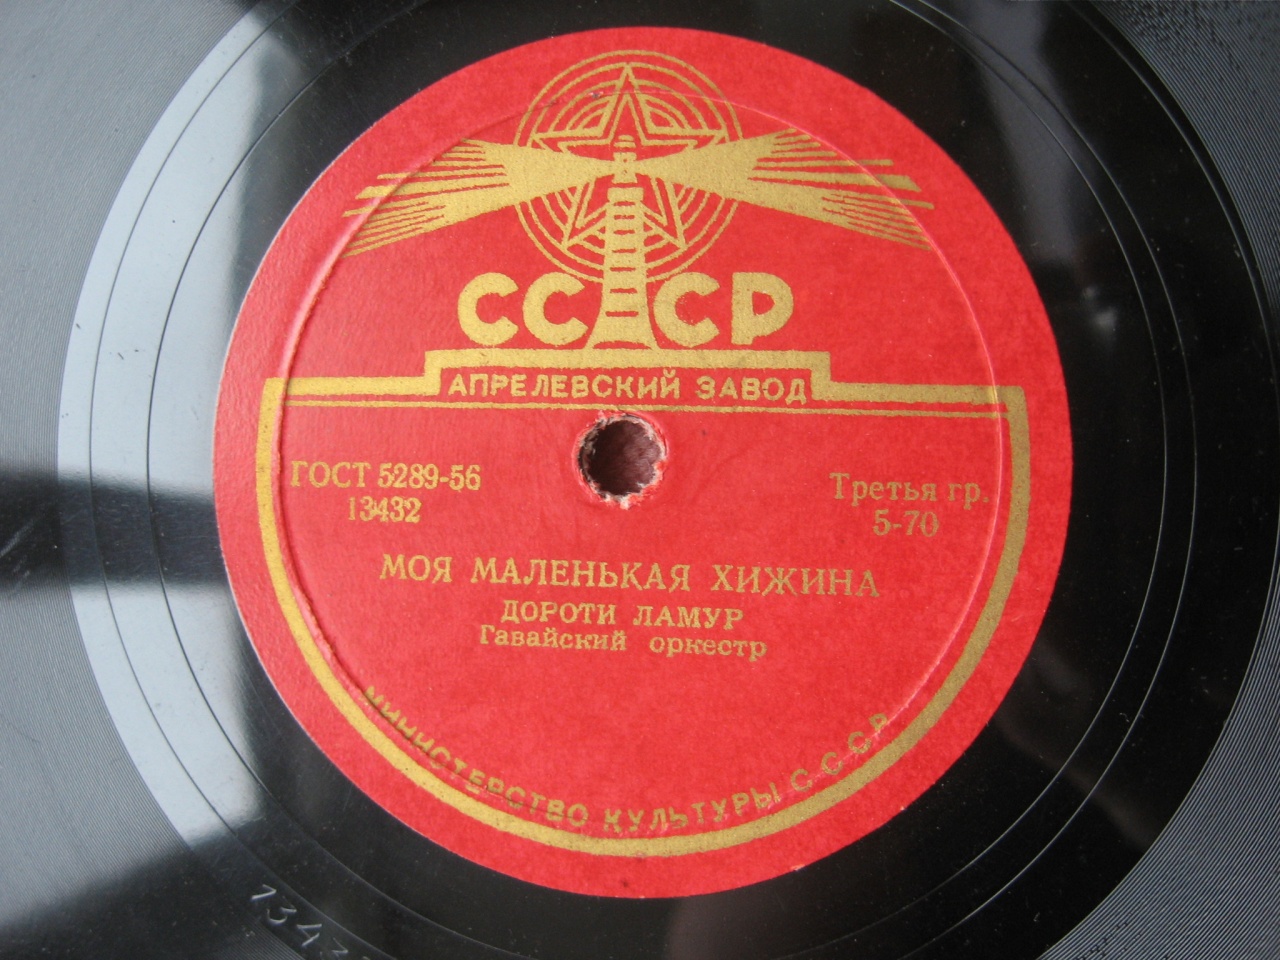 СССР
АПРЕЛЕВСКИЙ ЗАВОД
ГОСТ 5289-56
13432
Третья гр.
5-70
МОЯ МАЛЕНЬКАЯ ХИЖИНА
ДОРОТИ ЛАМУР
Гавайский оркестр
МИНИСТЕРСТВО КУЛЬТУРЫ СССР